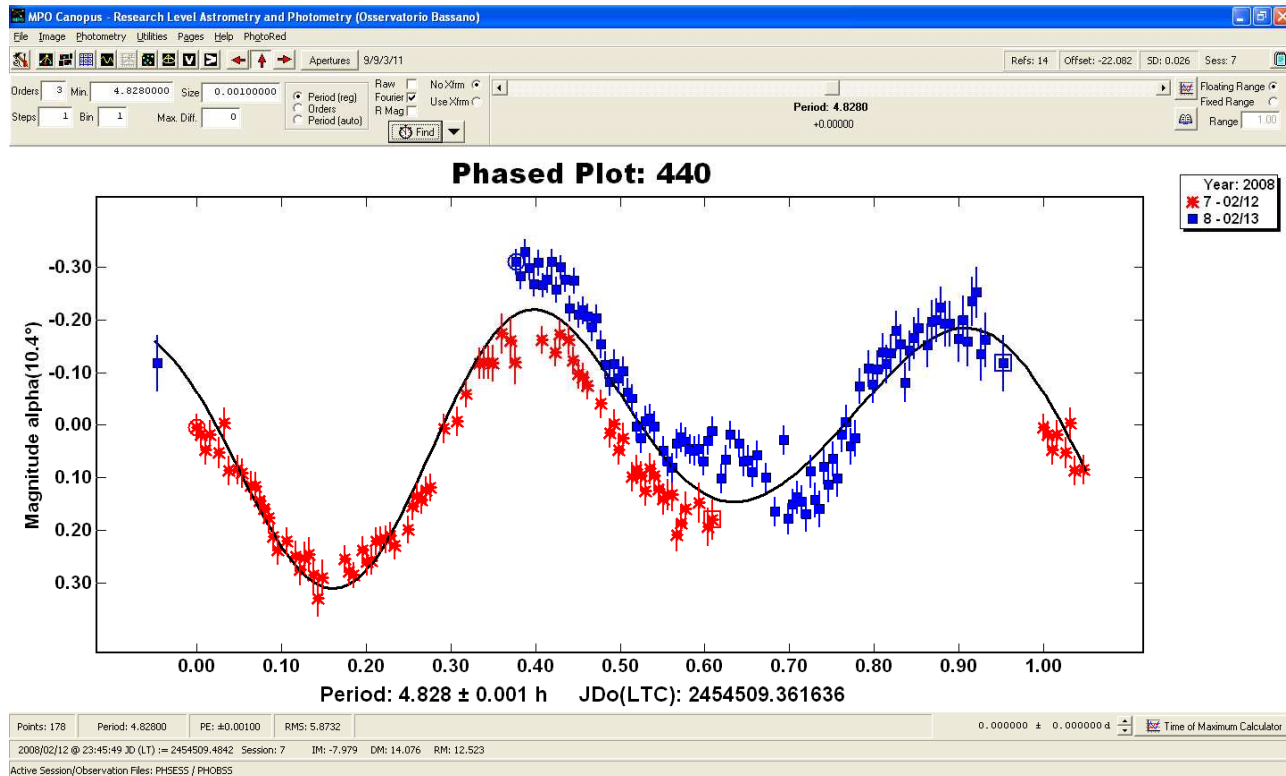 MPO Canopus - Research Level Astrometry and Photometry (Osservatorio Bassano)
File Image Photometry Utilities Pages Help PhotoRed
Apertures 9/9/3/11 Refs: 14 Offset: -22.082 SD: 0.026 Sess: 7
Orders 3 Min. 4.8280000 Size 0.00100000
Steps 1 Bin 1 Max. Diff. 0
Period (reg)
Orders
Period (auto)
Raw
Fourier
R Mag
No Xfrm
Use Xfrm
Find
Period: 4.8280
+0.00000
Floating Range
Fixed Range
Range 1.00
Phased Plot: 440
Year: 2008
7 - 02/12
8 - 02/13
Magnitude alpha(10.4°)
-0.30
-0.20
-0.10
0.00
0.10
0.20
0.30
0.00 0.10 0.20 0.30 0.40 0.50 0.60 0.70 0.80 0.90 1.00
Period: 4.828 ± 0.001 h JDo(LTC): 2454509.361636
Points: 178 Period: 4.82800 PE: ±0.00100 RMS: 5.8732 0.000000 ± 0.000000 d Time of Maximum Calculator
2008/02/12 @ 23:45:49 JD (LT) := 2454509.4842 Session: 7 IM: -7.979 DM: 14.076 RM: 12.523
Active Session/Observation Files: PHSESS / PHOBSS